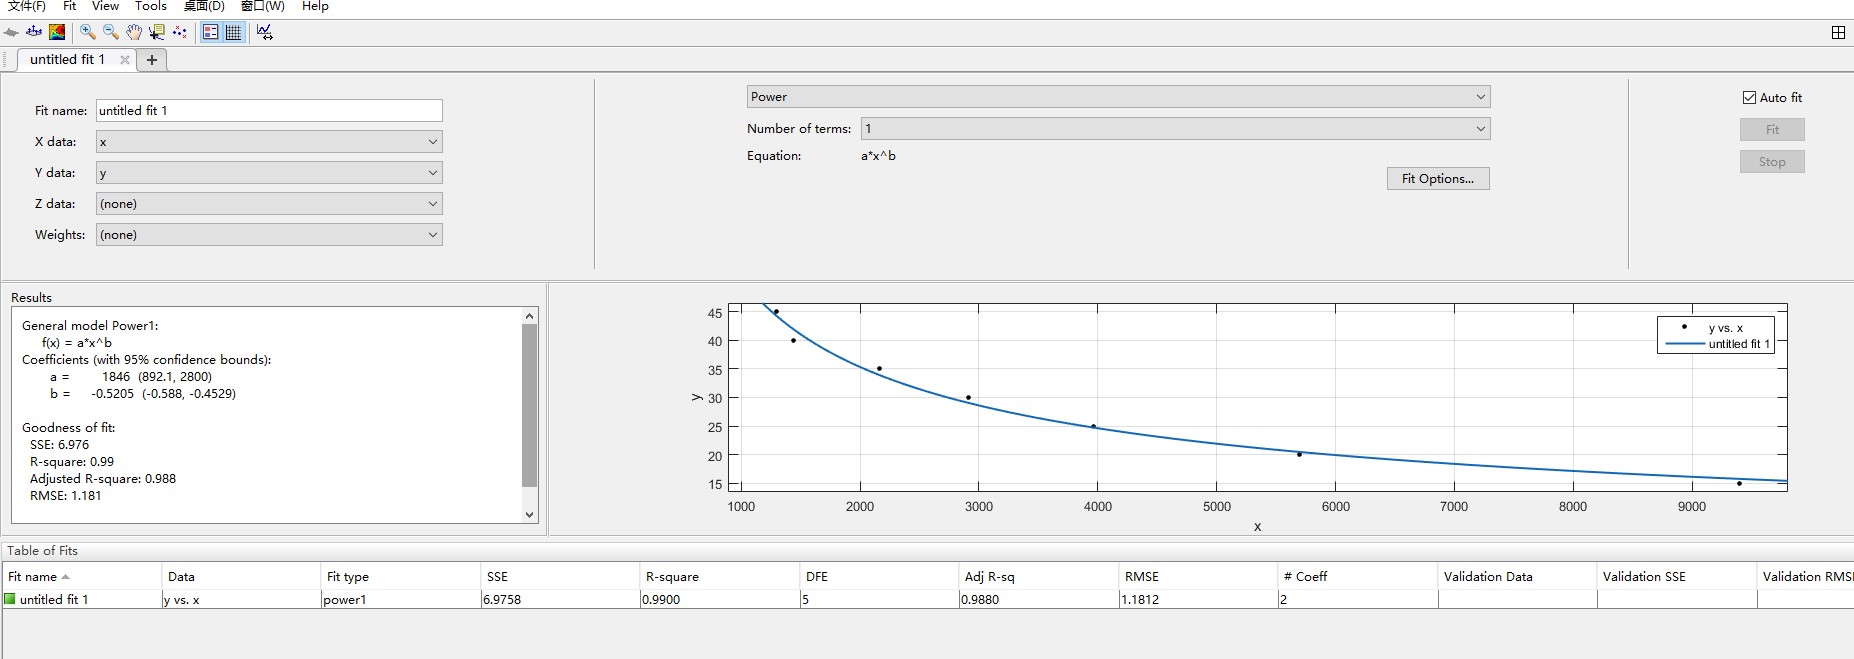 文件(F) Fit View Tools 桌面(D) 窗口(W) Help
untitled fit 1
Fit name: untitled fit 1
X data: x
Y data: y
Z data: (none)
Weights: (none)
Power
Number of terms: 1
Equation: a*x^b
Fit Options...
Auto fit
Fit
Stop
Results
General model Power1:
f(x) = a*x^b
Coefficients (with 95% confidence bounds):
a = 1846 (892.1, 2800)
b = -0.5205 (-0.588, -0.4529)
Goodness of fit:
SSE: 6.976
R-square: 0.99
Adjusted R-square: 0.988
RMSE: 1.181
45
40
35
30
25
20
15
y
1000 2000 3000 4000 5000 6000 7000 8000 9000
x
y vs. x
untitled fit 1
Table of Fits
Fit name Data Fit type SSE R-square DFE Adj R-sq RMSE # Coeff Validation Data Validation SSE Validation RMSE
untitled fit 1 y vs. x power1 6.9758 0.9900 5 0.9880 1.1812 2